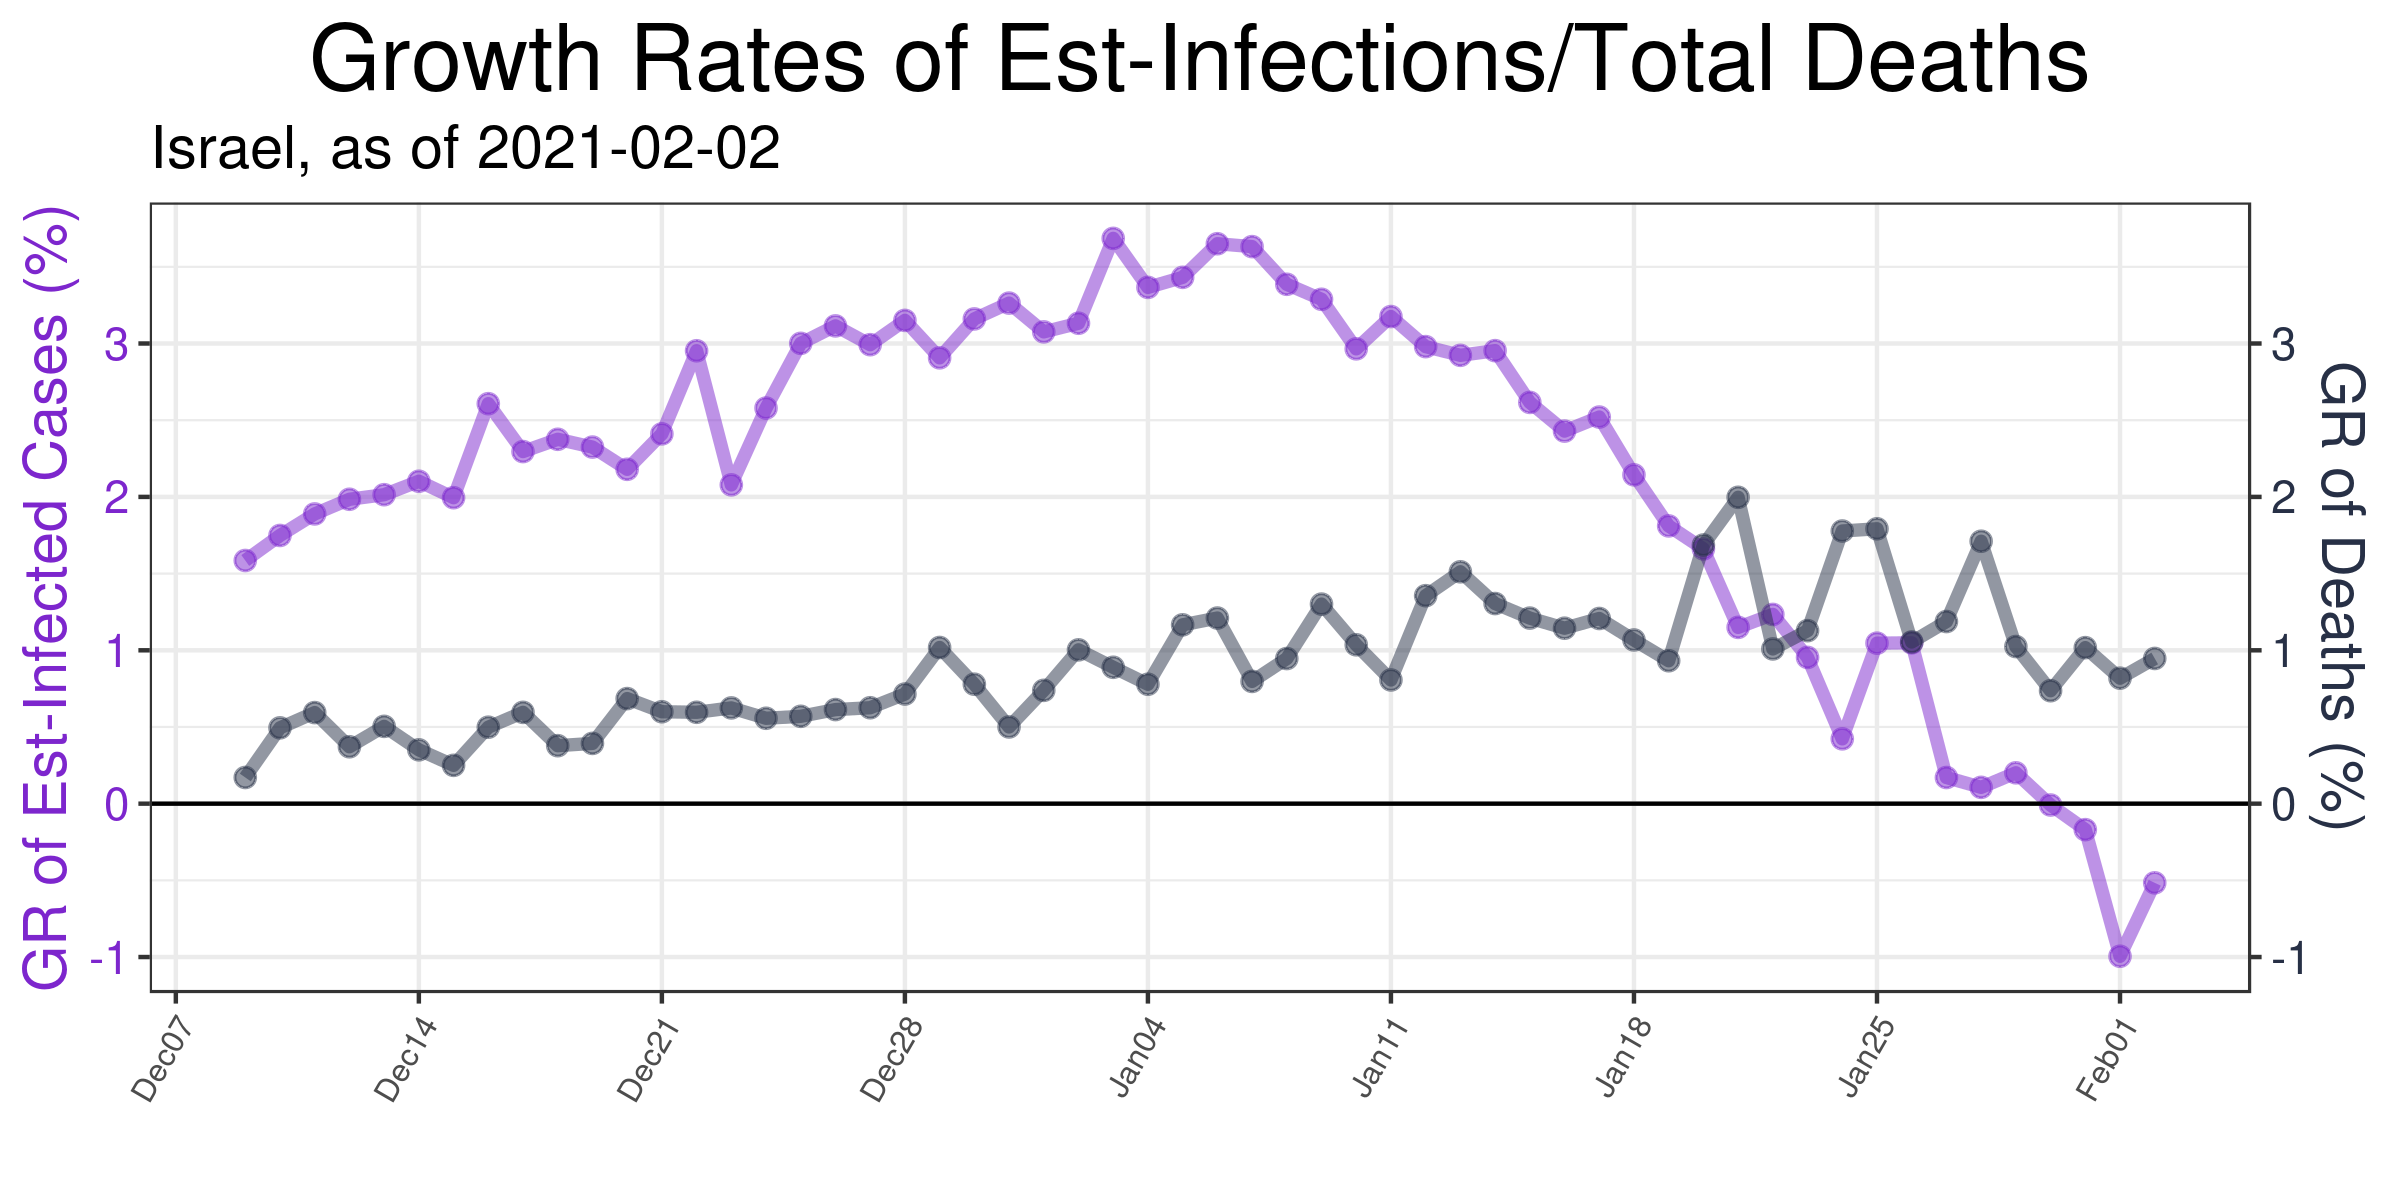 Growth Rates of Est-Infections/Total Deaths
Israel, as of 2021-02-02
GR of Est-Infected Cases (%)
3
2
1
0
-1
3
2
1
0
-1
GR of Deaths (%)
Dec07
Dec14
Dec21
Dec28
Jan04
Jan11
Jan18
Jan25
Feb01